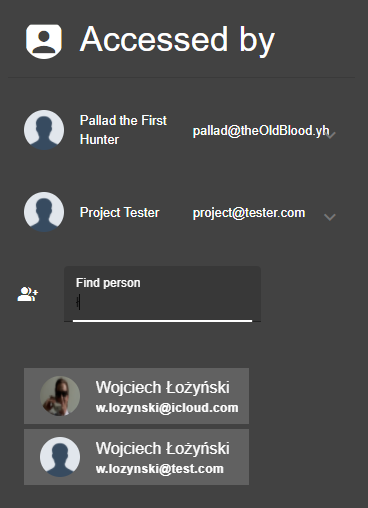 Accessed by
Pallad the First
Hunter
pallad@theOldBlood.yh
Project Tester
project@tester.com
Find person
Wojciech Łożyński
w.lozynski@icloud.com
Wojciech Łożyński
w.lozynski@test.com